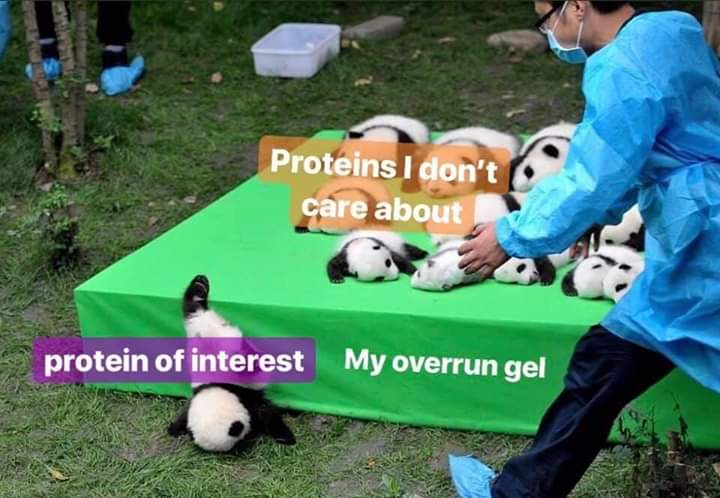 Proteins I don't
care about
protein of interest
My overrun gel